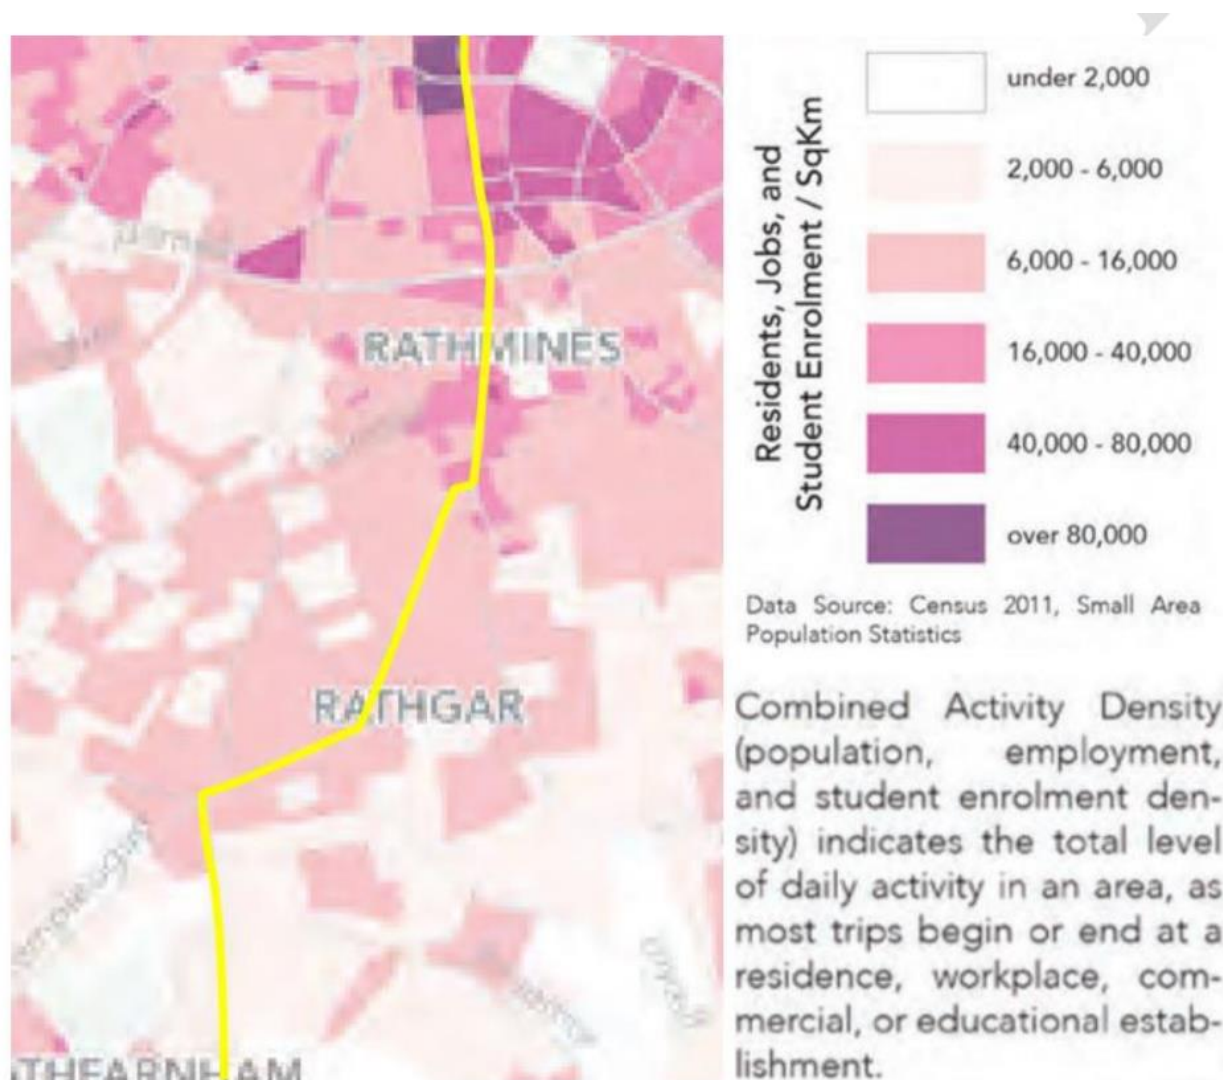 RATHMINES
RATHGAR
THFARNHAM
Residents, Jobs, and
Student Enrolment / SqKm
under 2,000
2,000 - 6,000
6,000 - 16,000
16,000 - 40,000
40,000 - 80,000
over 80,000
Data Source: Census 2011, Small Area
Population Statistics
Combined Activity Density
(population, employment,
and student enrolment den-
sity) indicates the total level
of daily activity in an area, as
most trips begin or end at a
residence, workplace, com-
mercial, or educational estab-
lishment.